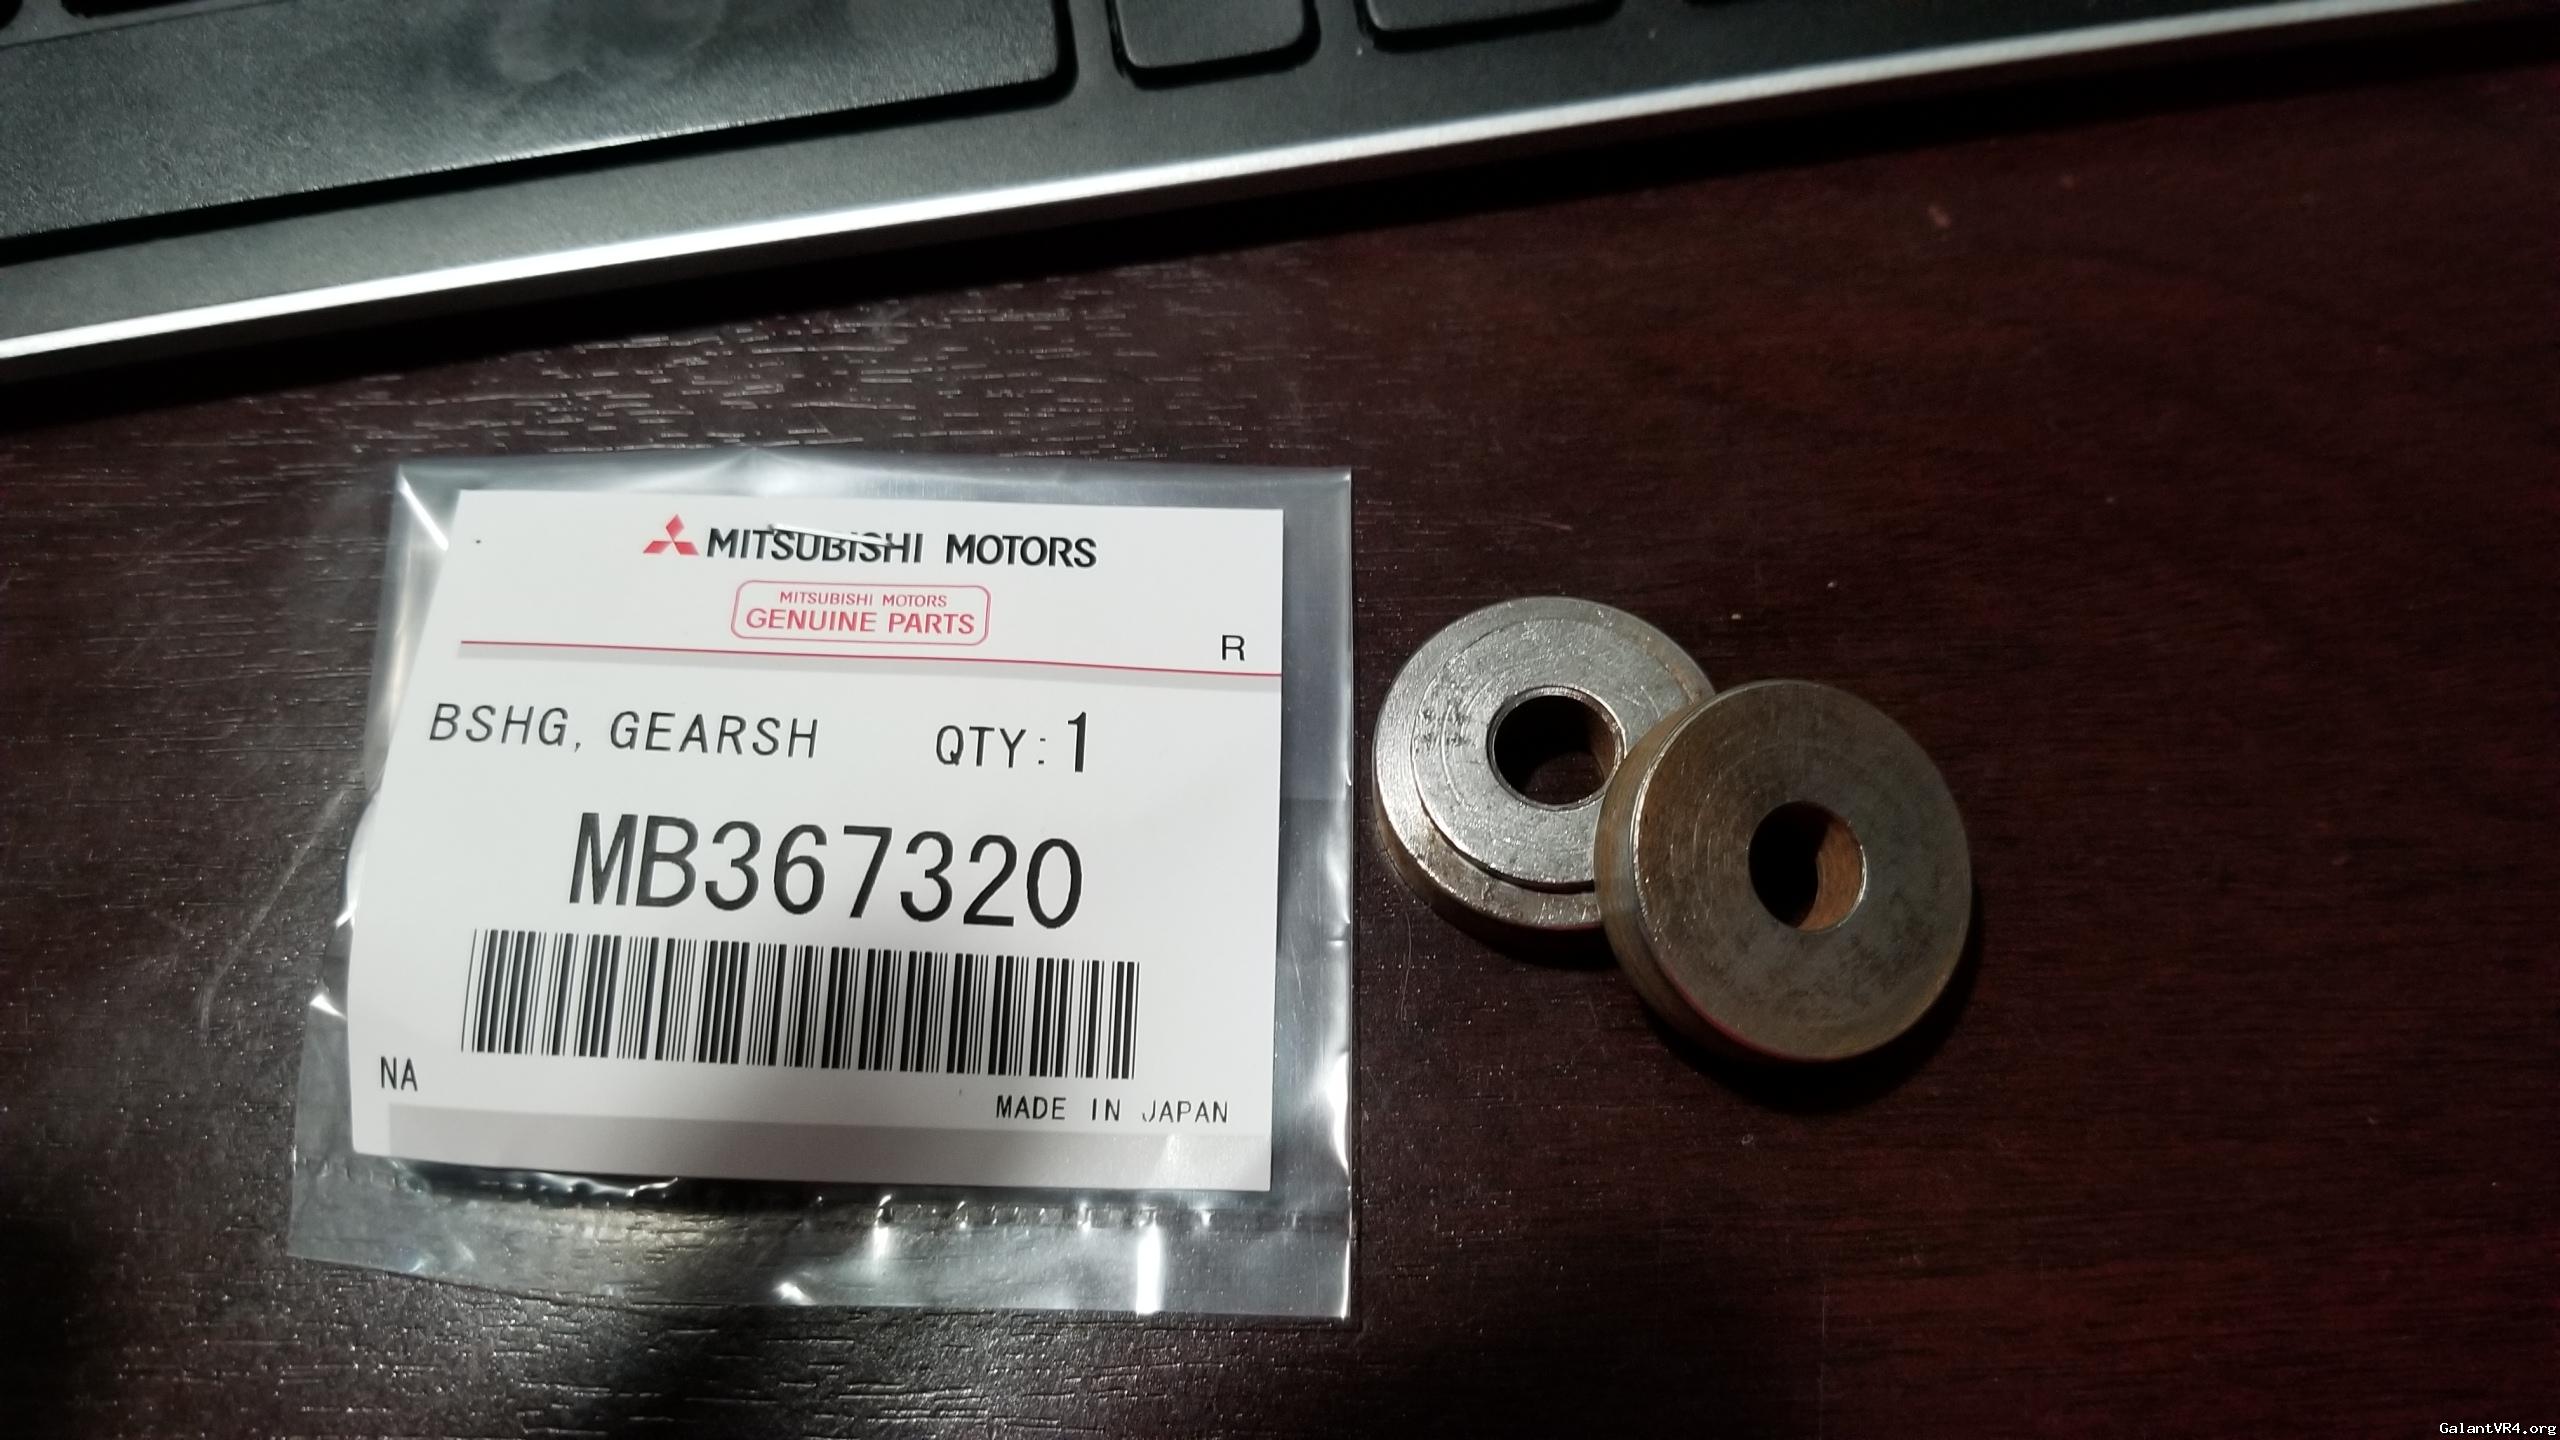 MITSUBISHI MOTORS
MITSUBISHI MOTORS
GENUINE PARTS
R
BSHG, GEARSH QTY: 1
MB367320
NA
MADE IN JAPAN
GalantVR4.org